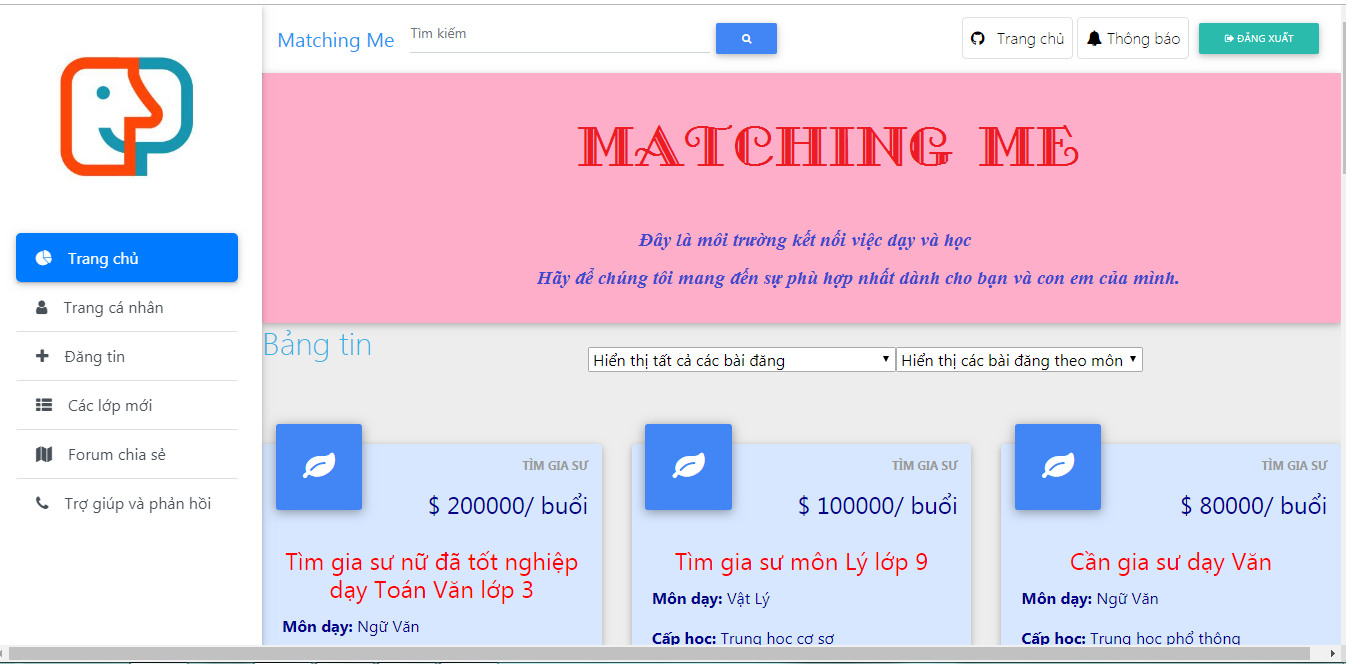 Matching Me
Tìm kiếm
Trang chủ
Thông báo
ĐĂNG XUẤT
Trang chủ
Trang cá nhân
Đăng tin
Các lớp mới
Forum chia sẻ
Trợ giúp và phản hồi
MATCHING ME
Đây là môi trường kết nối việc dạy và học
Hãy để chúng tôi mang đến sự phù hợp nhất dành cho bạn và con em của mình.
Bảng tin
Hiển thị tất cả các bài đăng
Hiển thị các bài đăng theo môn
TÌM GIA SƯ
$ 200000/ buổi
Tìm gia sư nữ đã tốt nghiệp
dạy Toán Văn lớp 3
Môn dạy: Ngữ Văn
TÌM GIA SƯ
$ 100000/ buổi
Tìm gia sư môn Lý lớp 9
Môn dạy: Vật Lý
Cấp học: Trung học cơ sơ
TÌM GIA SƯ
$ 80000/ buổi
Cần gia sư dạy Văn
Môn dạy: Ngữ Văn
Cấp học: Trung học phổ thông